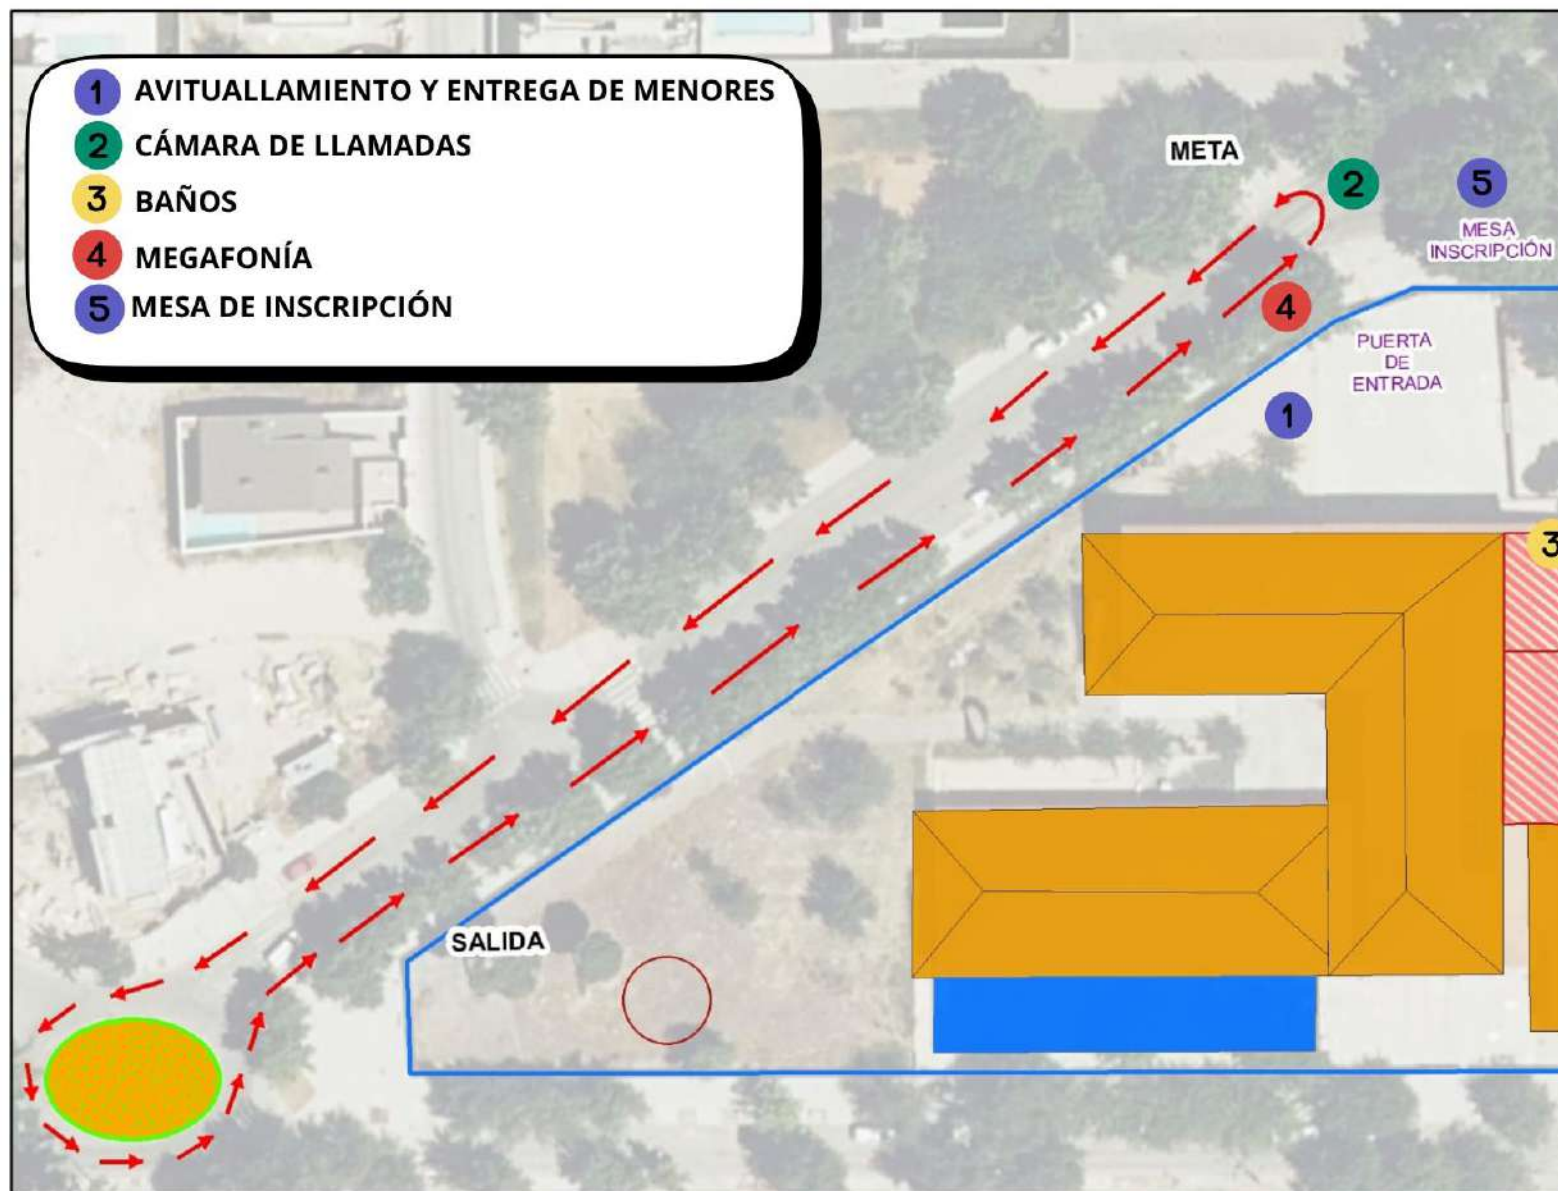 1 AVITUALLAMIENTO Y ENTREGA DE MENORES
2 CÁMARA DE LLAMADAS
3 BAÑOS
4 MEGAFONÍA
5 MESA DE INSCRIPCIÓN
META
2
5
MESA
INSCRIPCIÓN
4
PUERTA
DE
ENTRADA
1
3
SALIDA